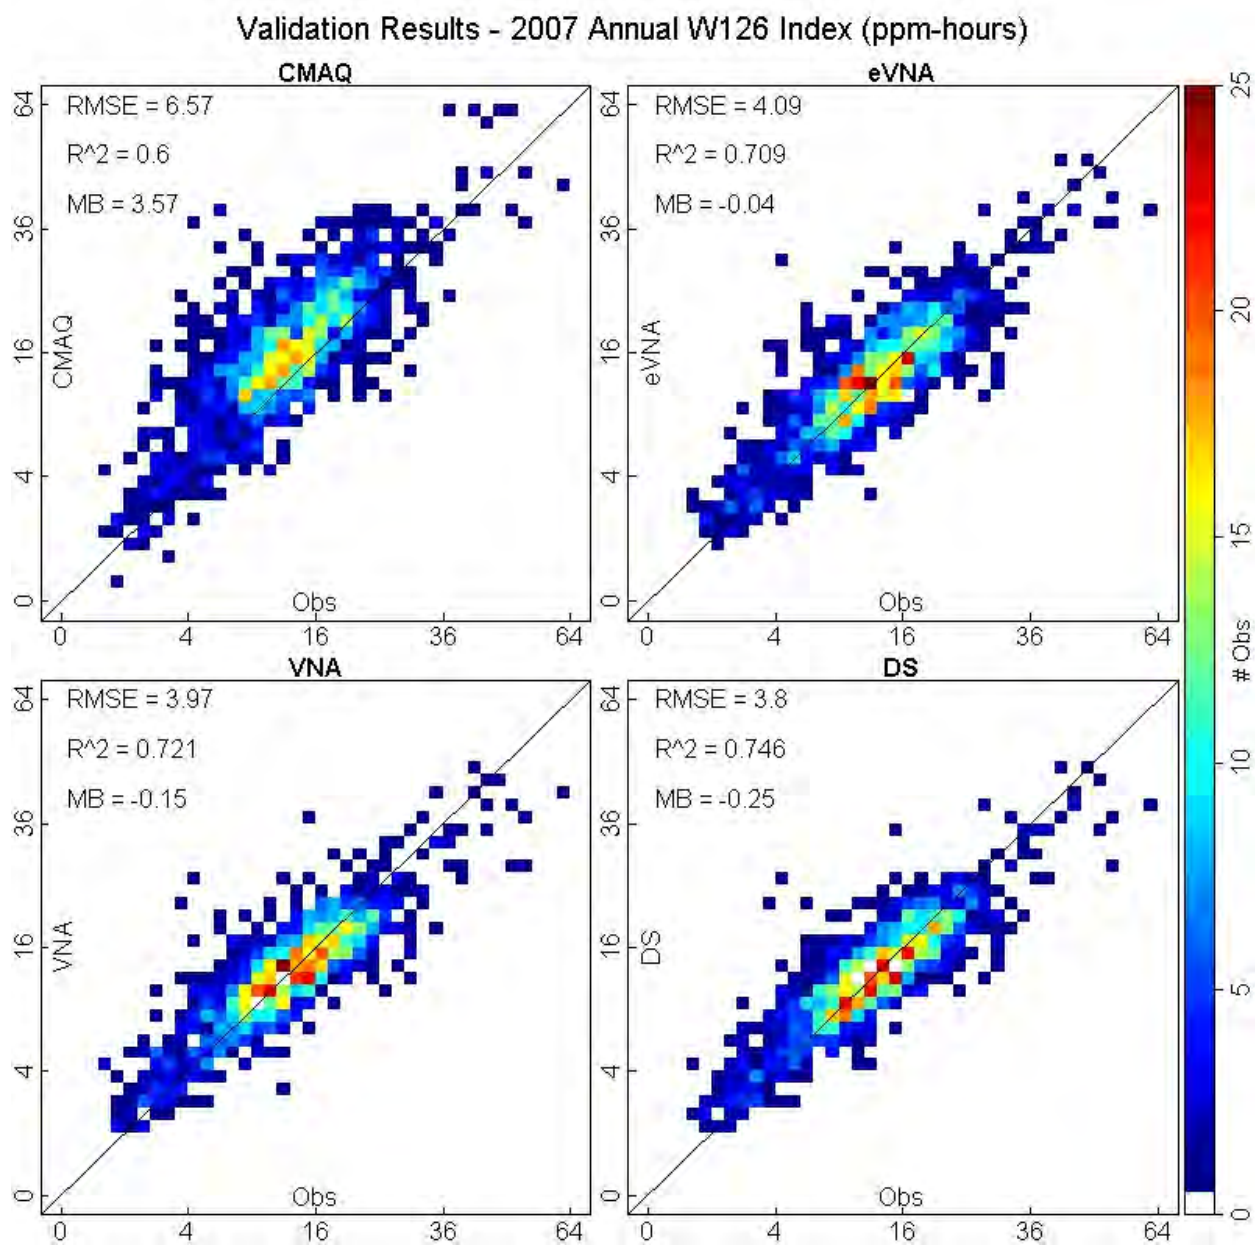 Validation Results - 2007 Annual W126 Index (ppm-hours)
CMAQ
RMSE = 6.57
R^2 = 0.6
MB = 3.57
64
36
16
4
0
CMAQ
Obs
0 4 16 36 64
eVNA
RMSE = 4.09
R^2 = 0.709
MB = -0.04
64
36
16
4
0
eVNA
Obs
0 4 16 36 64
VNA
RMSE = 3.97
R^2 = 0.721
MB = -0.15
64
36
16
4
0
VNA
Obs
0 4 16 36 64
DS
RMSE = 3.8
R^2 = 0.746
MB = -0.25
64
36
16
4
0
DS
Obs
0 4 16 36 64
25
20
15
# Obs
10
5
0